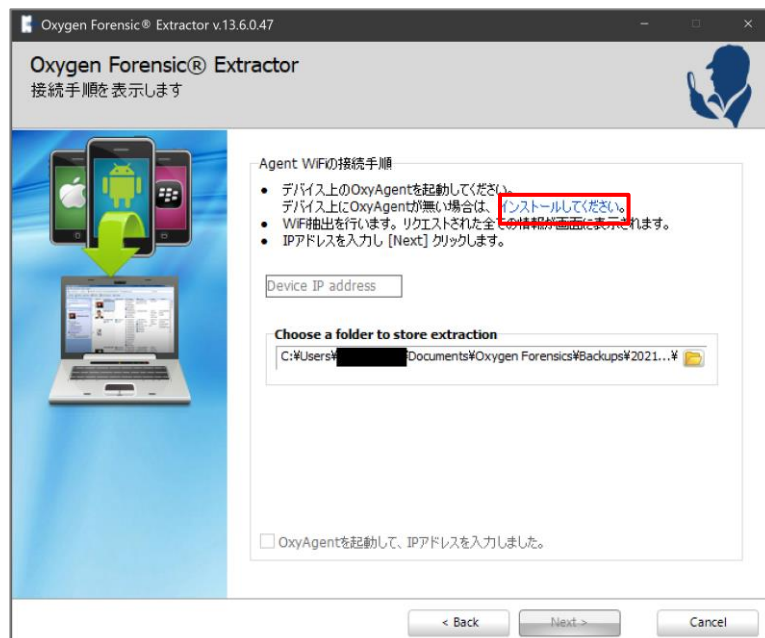 Oxygen Forensic® Extractor v.13.6.0.47
Oxygen Forensic® Extractor
接続手順を表示します
Agent WiFiの接続手順
• デバイス上のOxyAgentを起動してください。
デバイス上にOxyAgentが無い場合は、インストールしてください。
• WiFi抽出を行います。リクエストされた全ての情報が画面に表示されます。
• IPアドレスを入力し [Next] クリックします。
Device IP address
Choose a folder to store extraction
C:¥Users¥ Documents¥Oxygen Forensics¥Backups¥2021...¥
OxyAgentを起動して、IPアドレスを入力しました。
< Back Next > Cancel